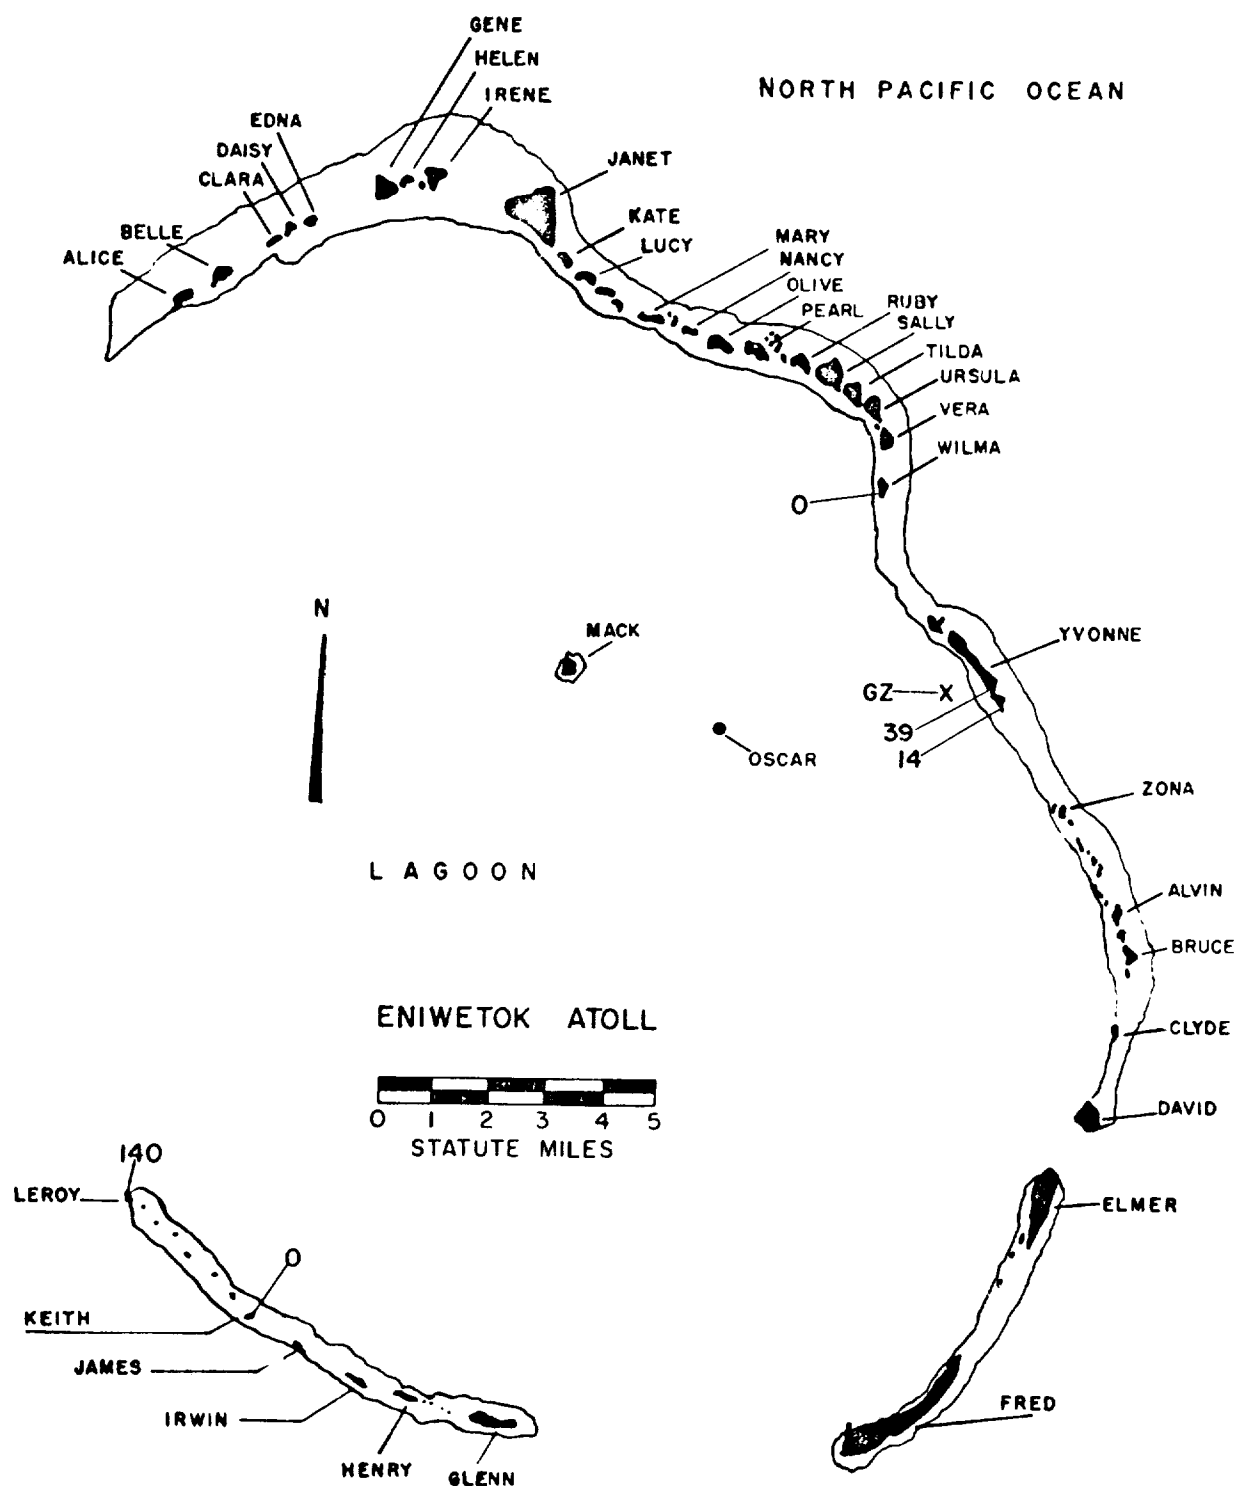 GENE
HELEN
IRENE
NORTH PACIFIC OCEAN
EDNA
DAISY
CLARA
BELLE
ALICE
JANET
KATE
LUCY
MARY
NANCY
OLIVE
PEARL
RUBY
SALLY
TILDA
URSULA
VERA
WILMA
0
N
MACK
YVONNE
GZ X
39
14
OSCAR
ZONA
LAGOON
ALVIN
BRUCE
ENIWETOK ATOLL
CLYDE
0 1 2 3 4 5
STATUTE MILES
DAVID
140
LEROY
ELMER
0
KEITH
JAMES
IRWIN
FRED
HENRY
GLENN